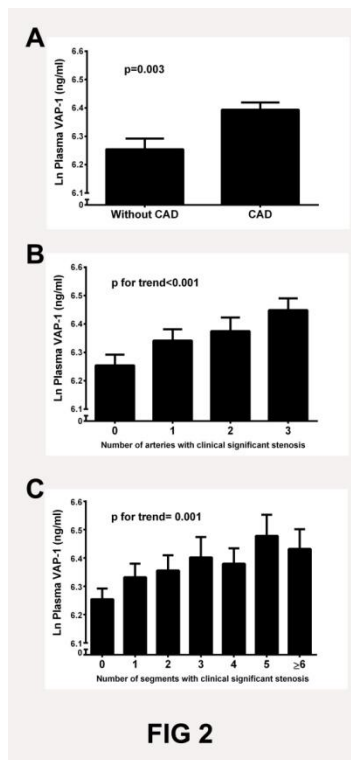 A
p=0.003
Ln Plasma VAP-1 (ng/ml)
6.6
6.5
6.4
6.3
6.2
6.1
0
Without CAD CAD
B
p for trend<0.001
Ln Plasma VAP-1 (ng/ml)
6.6
6.5
6.4
6.3
6.2
6.1
0
0 1 2 3
Number of arteries with clinical significant stenosis
C
p for trend= 0.001
Ln Plasma VAP-1 (ng/ml)
6.6
6.5
6.4
6.3
6.2
6.1
0
0 1 2 3 4 5 ≥6
Number of segments with clinical significant stenosis
FIG 2